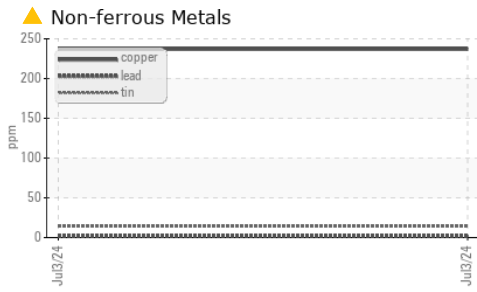 Non-ferrous Metals
250
200
150
100
50
0
ppm
copper
lead
tin
Jul3/24
Jul3/24